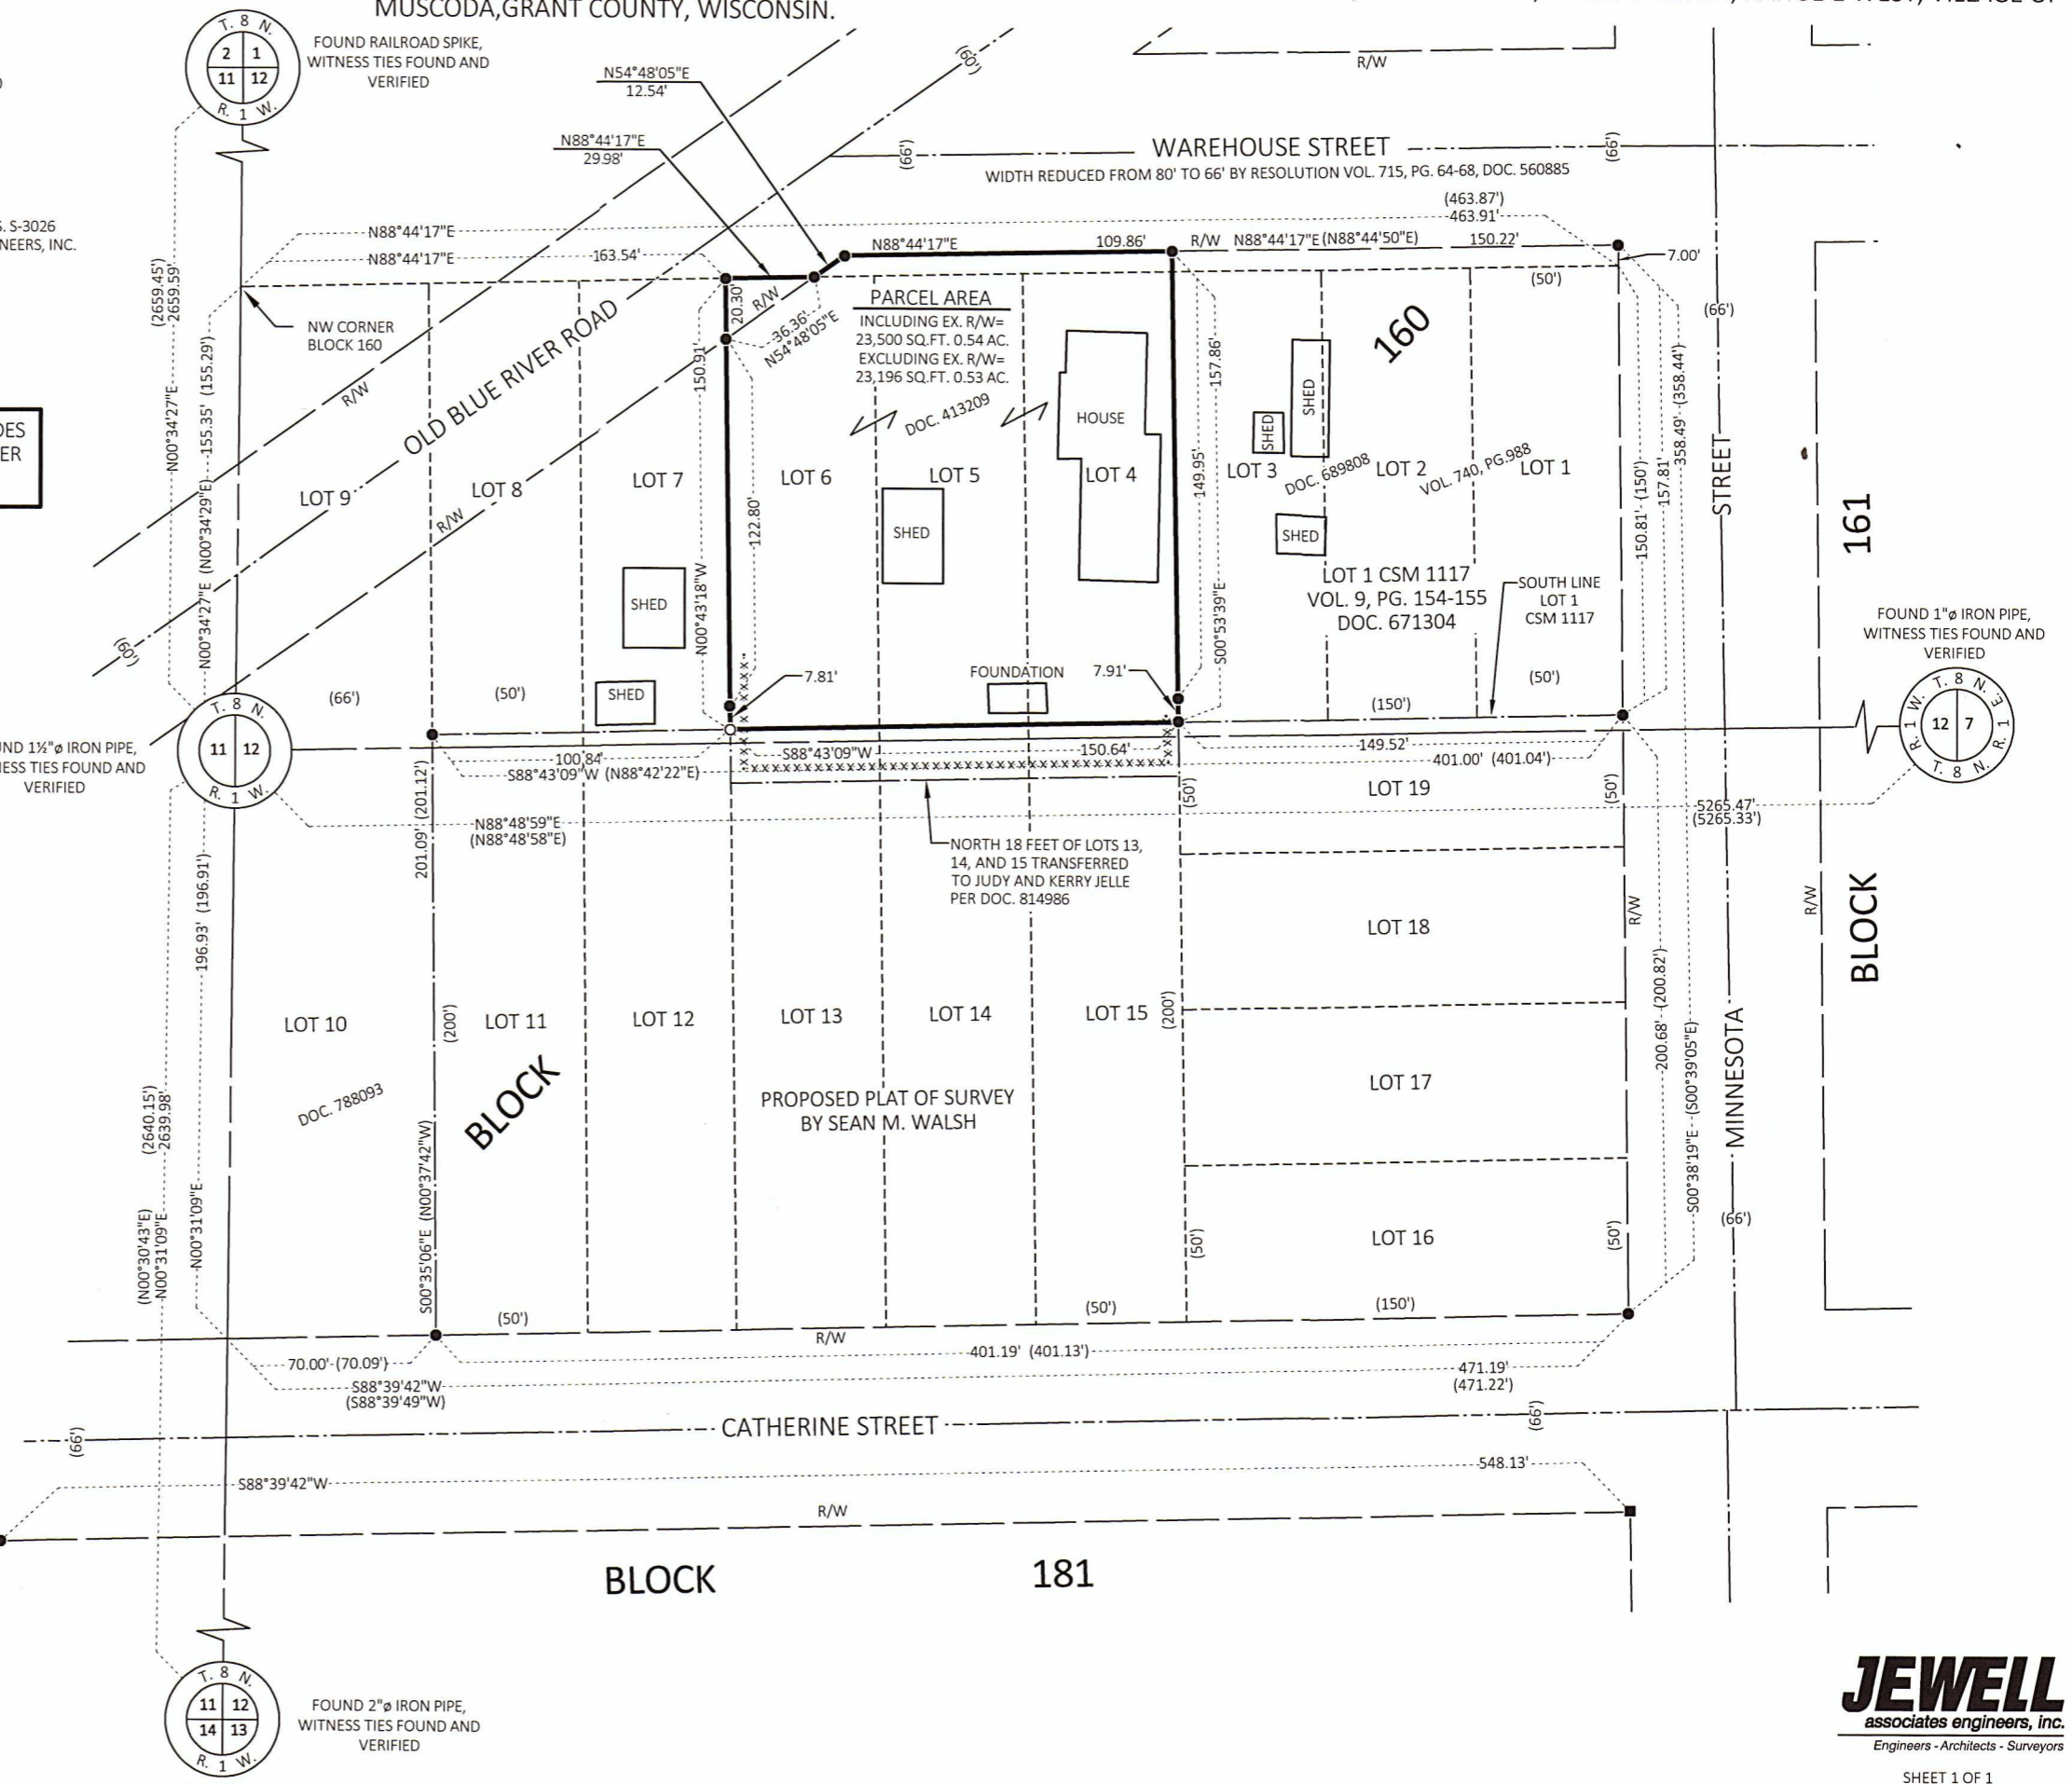 MUSCODA,GRANT COUNTY, WISCONSIN.
T. 8 N.
2 1
11 12
R. 1 W.
FOUND RAILROAD SPIKE,
WITNESS TIES FOUND AND
VERIFIED
N54°48'05"E
12.54'
(60')
R/W
N88°44'17"E
29.98'
(66')
WAREHOUSE STREET
(66')
WIDTH REDUCED FROM 80' TO 66' BY RESOLUTION VOL. 715, PG. 64-68, DOC. 560885
S. S-3026
NEERS, INC.
(463.87')
463.91'
N88°44'17"E
N88°44'17"E
163.54'
N88°44'17"E
109.86'
R/W
N88°44'17"E (N88°44'50"E)
150.22'
7.00'
(50')
(66')
(2659.45')
2659.59'
N00°34'27"E
NW CORNER
BLOCK 160
N00°34'27"E (N00°34'29"E)
155.35' (155.29')
R/W
OLD BLUE RIVER ROAD
R/W
20.30'
R/W
36.36'
N54°48'05"E
150.91'
N00°43'18"W
122.80'
PARCEL AREA
INCLUDING EX. R/W=
23,500 SQ.FT. 0.54 AC.
EXCLUDING EX. R/W=
23,196 SQ.FT. 0.53 AC.
DOC. 413209
HOUSE
157.86'
149.95'
S00°53'39"E
SHED
SHED
160
150.81' (150')
157.81'
358.49' (358.44')
STREET
161
DES
ER
LOT 9
LOT 8
LOT 7
LOT 6
LOT 5
LOT 4
LOT 3
LOT 2
LOT 1
DOC. 689808
VOL. 740, PG.988
SHED
SHED
SHED
SHED
LOT 1 CSM 1117
VOL. 9, PG. 154-155
DOC. 671304
SOUTH LINE
LOT 1
CSM 1117
FOUND 1"ø IRON PIPE,
WITNESS TIES FOUND AND
VERIFIED
(60')
(66')
(50')
7.81'
FOUNDATION
7.91'
(150')
(50')
T. 8 N.
11 12
R. 1 W.
ND 1½"ø IRON PIPE,
ESS TIES FOUND AND
VERIFIED
R. 1 W. T. 8 N. R. 1 E.
12 7
T. 8 N.
100.84'
S88°43'09"W (N88°42'22"E)
S88°43'09"W
150.64'
149.52'
401.00' (401.04')
(50')
(50')
LOT 19
5265.47'
(5265.33')
N88°48'59"E
(N88°48'58"E)
201.09' (201.12')
196.93' (196.91')
NORTH 18 FEET OF LOTS 13,
14, AND 15 TRANSFERRED
TO JUDY AND KERRY JELLE
PER DOC. 814986
R/W
R/W
LOT 18
BLOCK
200.68' (200.82')
LOT 10
(200')
LOT 11
LOT 12
LOT 13
LOT 14
LOT 15
(200')
LOT 17
MINNESOTA
DOC. 788093
BLOCK
PROPOSED PLAT OF SURVEY
BY SEAN M. WALSH
(2640.15')
2639.98'
(N00°30'43"E)
N00°31'09"E
N00°31'09"E
S00°35'06"E (N00°37'42"W)
S00°38'19"E (S00°39'05"E)
(66')
LOT 16
(50')
(50')
(50')
(50')
(150')
R/W
70.00' (70.09')
401.19' (401.13')
471.19'
(471.22')
S88°39'42"W
(S88°39'49"W)
(66')
CATHERINE STREET
(66')
S88°39'42"W
548.13'
R/W
BLOCK 181
T. 8 N.
11 12
14 13
R. 1 W.
FOUND 2"ø IRON PIPE,
WITNESS TIES FOUND AND
VERIFIED
JEWELL
associates engineers, inc.
Engineers - Architects - Surveyors
SHEET 1 OF 1